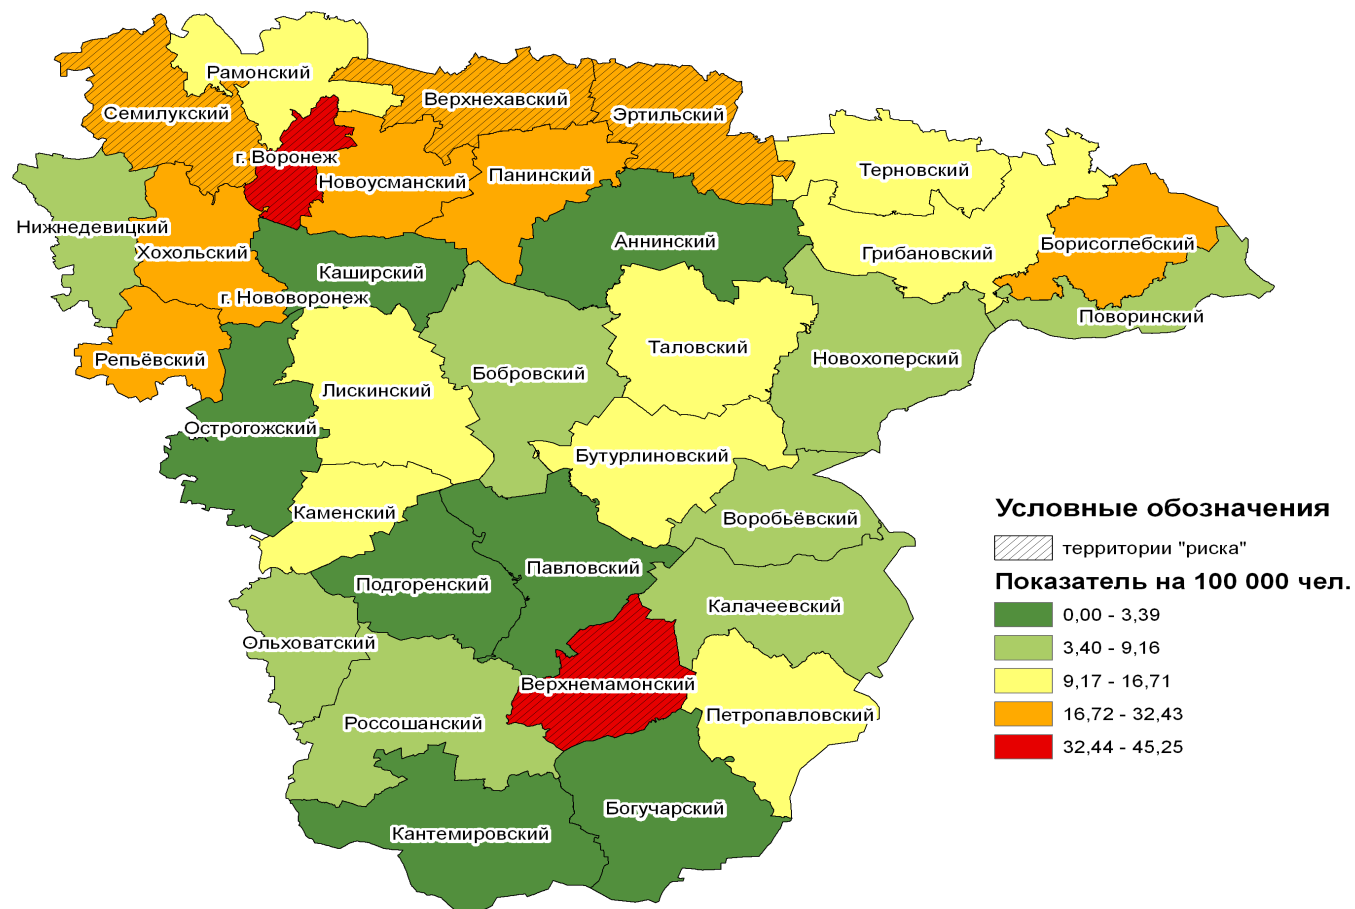 Рамонский
Верхнехавский
Семилукский
Эртильский
г. Воронеж
Терновский
Панинский
Новоусманский
Нижнедевицкий
Аннинский
Борисоглебский
Хохольский
Грибановский
Каширский
г. Нововоронеж
Поворинский
Таловский
Репьёвский
Новохоперский
Бобровский
Лискинский
Острогожский
Бутурлиновский
Каменский
Воробьёвский
Павловский
Подгоренский
Калачеевский
Ольховатский
Верхнемамонский
Петропавловский
Россошанский
Богучарский
Кантемировский
Условные обозначения
территории "риска"
Показатель на 100 000 чел.
0,00 - 3,39
3,40 - 9,16
9,17 - 16,71
16,72 - 32,43
32,44 - 45,25